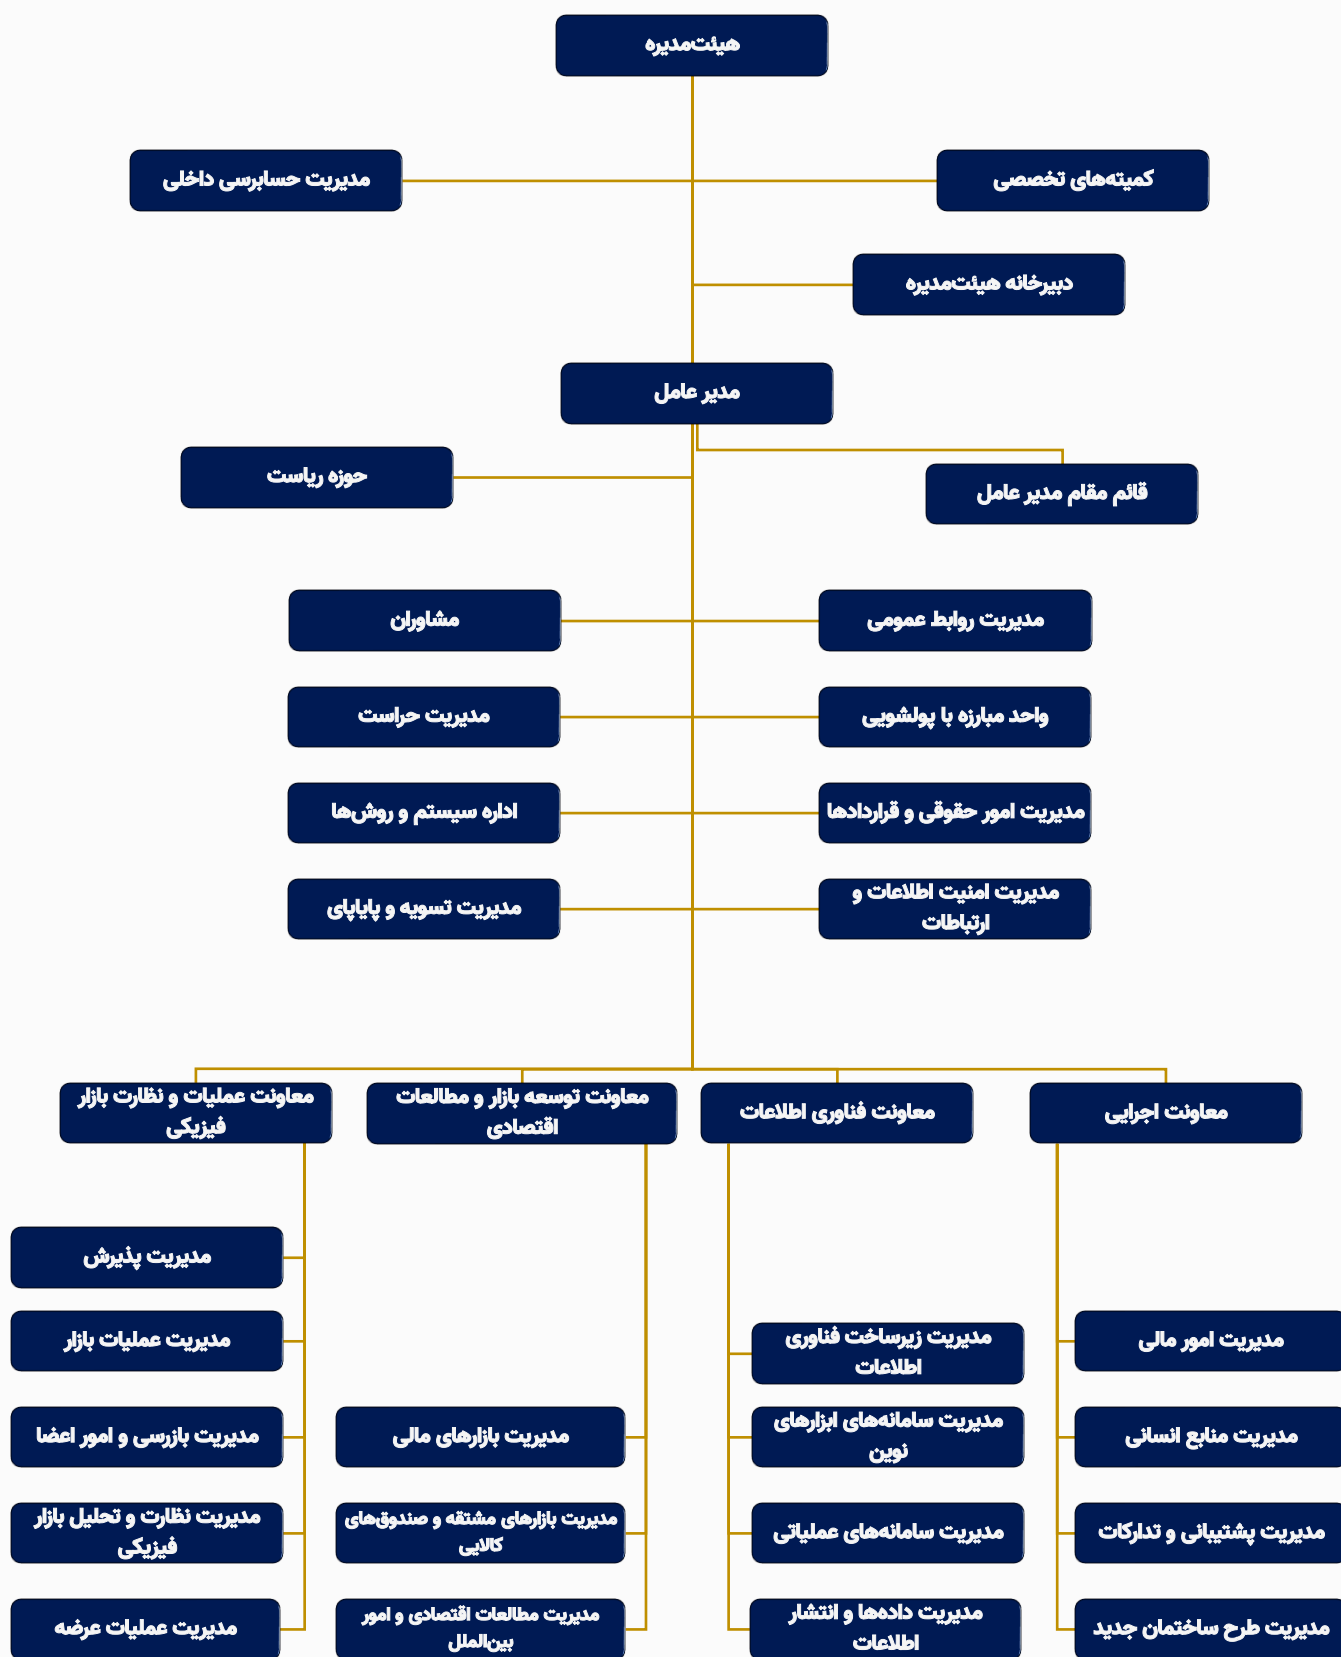 هیئت‌مدیره
کمیته‌های تخصصی
مدیریت حسابرسی داخلی
دبیرخانه هیئت‌مدیره
مدیر عامل
قائم مقام مدیر عامل
حوزه ریاست
مدیریت روابط عمومی
مشاوران
واحد مبارزه با پولشویی
مدیریت حراست
مدیریت امور حقوقی و قراردادها
اداره سیستم و روش‌ها
مدیریت امنیت اطلاعات و
ارتباطات
مدیریت تسویه و پایاپای
معاونت اجرایی
معاونت فناوری اطلاعات
معاونت توسعه بازار و مطالعات
اقتصادی
معاونت عملیات و نظارت بازار
فیزیکی
مدیریت امور مالی
مدیریت منابع انسانی
مدیریت پشتیبانی و تدارکات
مدیریت طرح ساختمان جدید
مدیریت زیرساخت فناوری
اطلاعات
مدیریت سامانه‌های ابزارهای
نوین
مدیریت سامانه‌های عملیاتی
مدیریت داده‌ها و انتشار
اطلاعات
مدیریت بازارهای مالی
مدیریت بازارهای مشتقه و صندوق‌های
کالایی
مدیریت مطالعات اقتصادی و امور
بین‌الملل
مدیریت پذیرش
مدیریت عملیات بازار
مدیریت بازرسی و امور اعضا
مدیریت نظارت و تحلیل بازار
فیزیکی
مدیریت عملیات عرضه